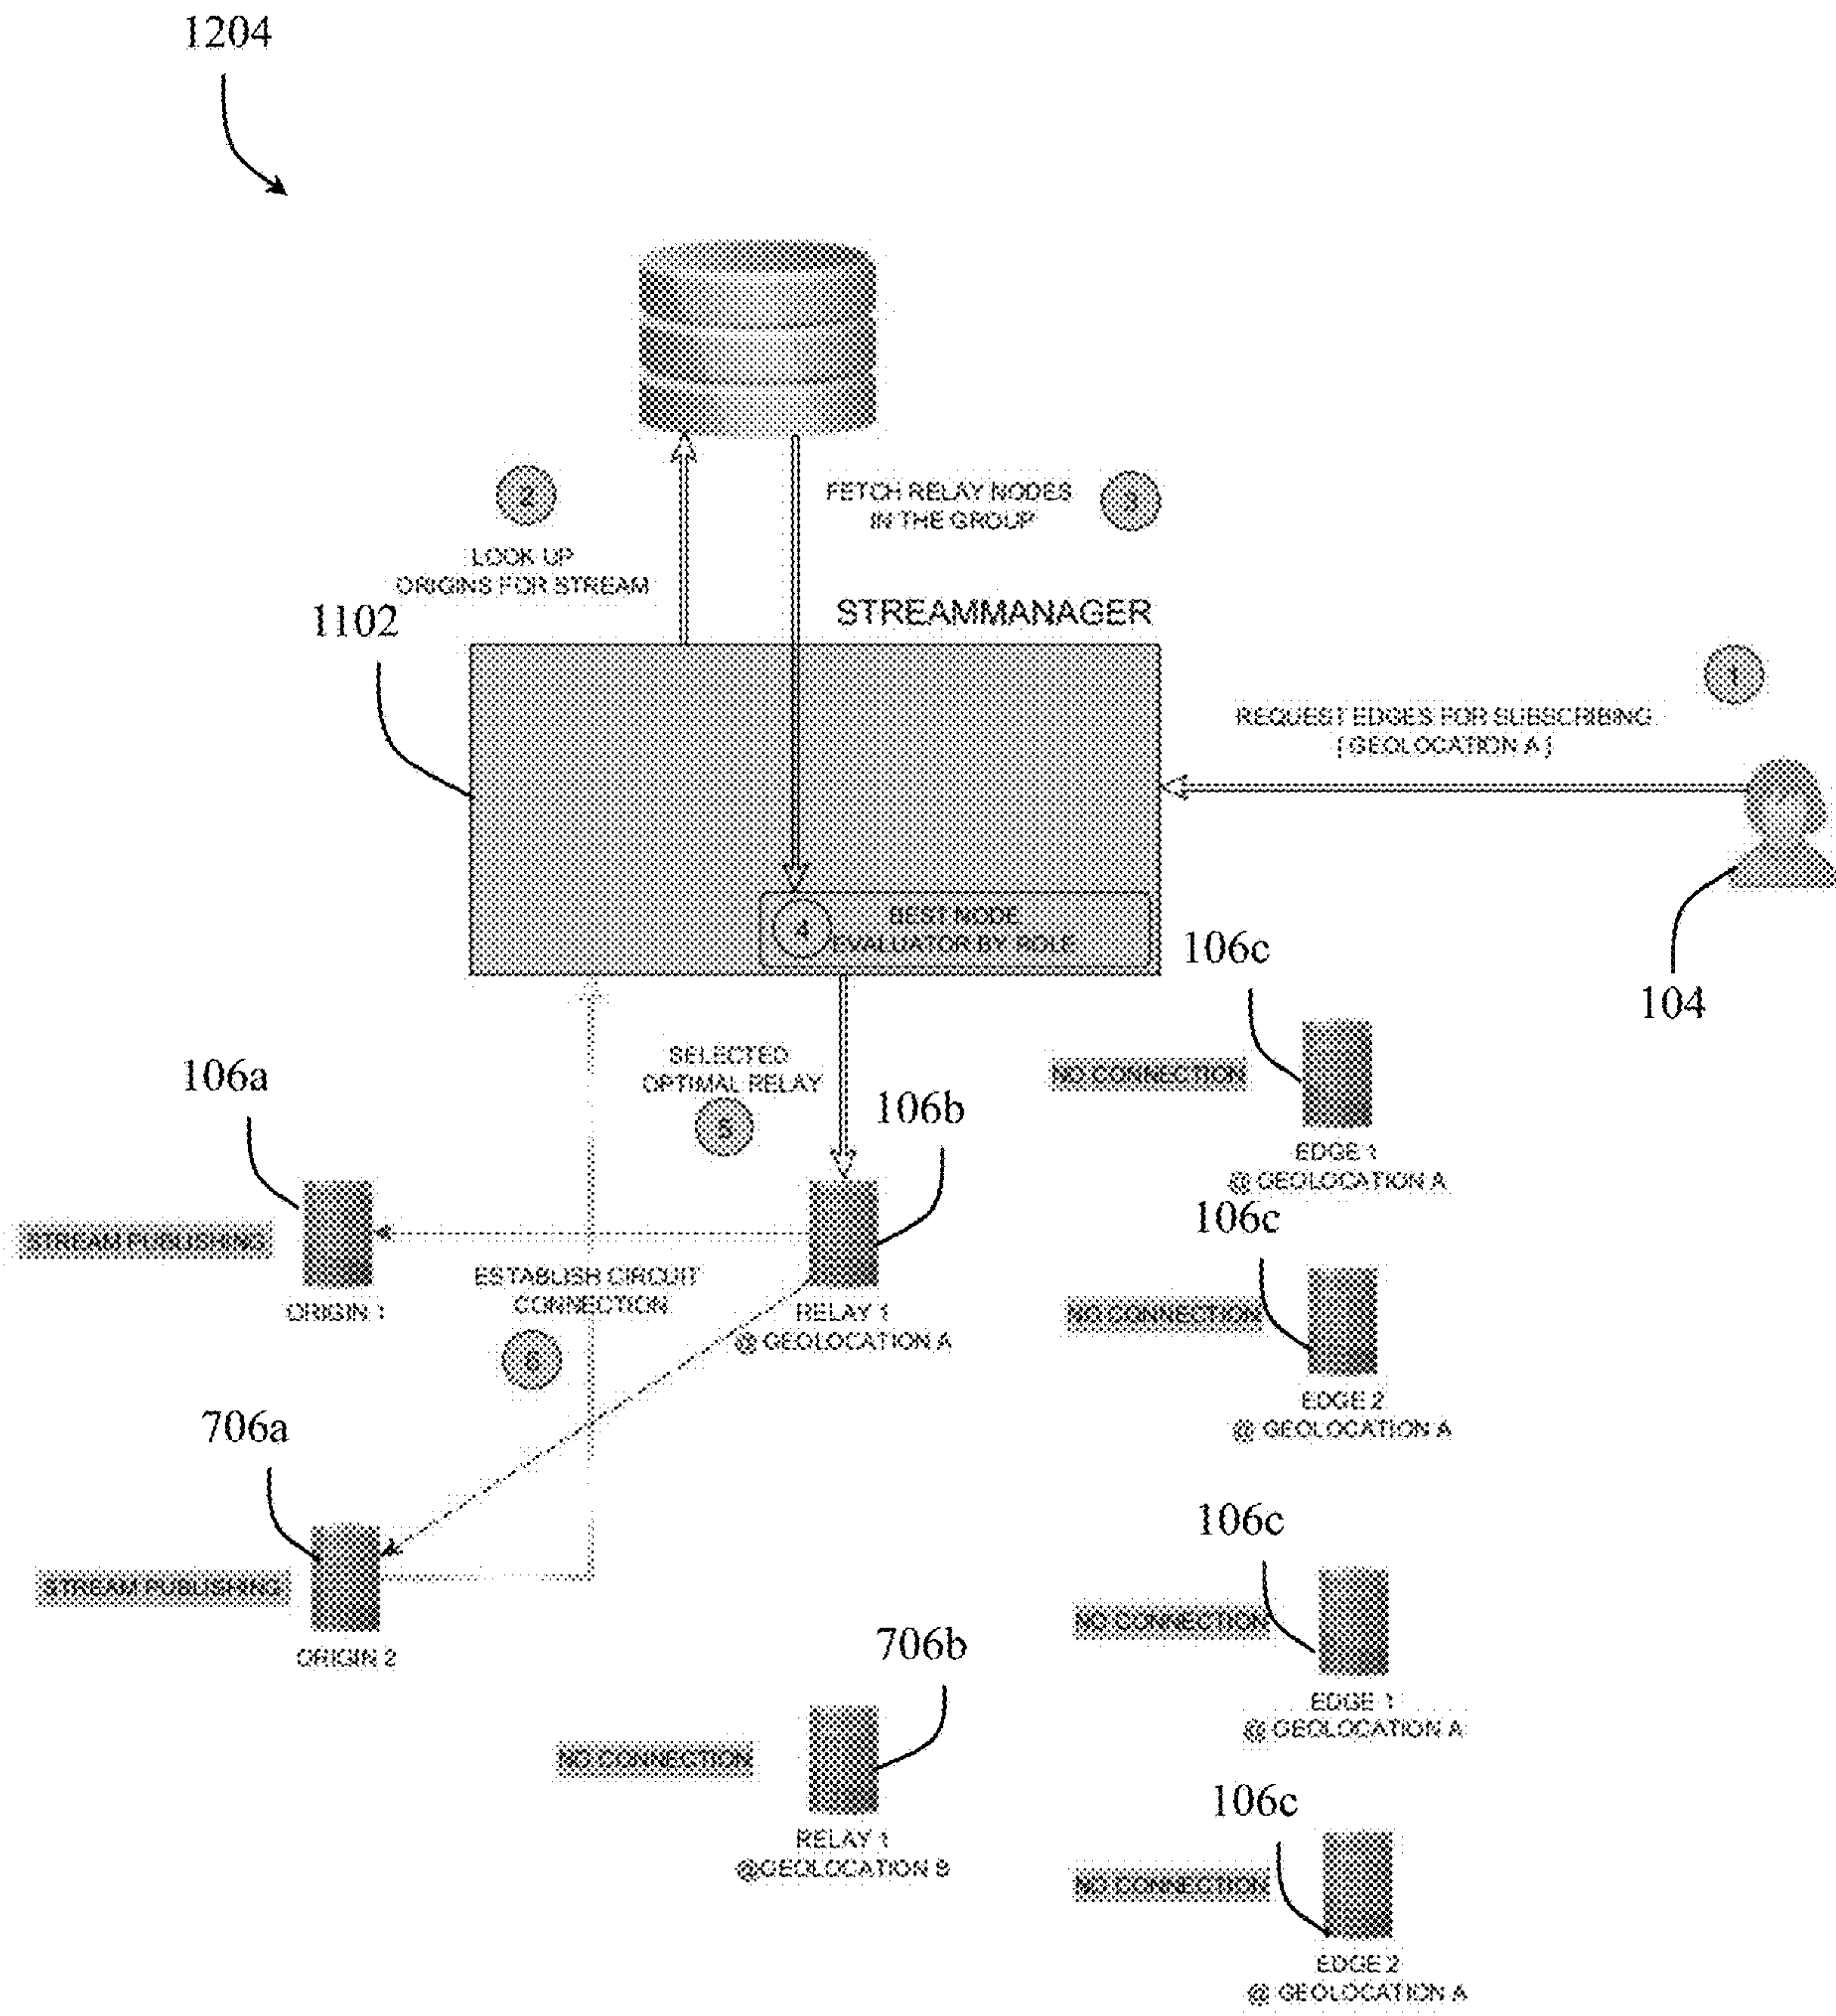 1204
2
FETCH RELAY NODES
IN THE GROUP
3
LOOK UP
ORIGINS FOR STREAM
1102
STREAMMANAGER
1
REQUEST EDGES FOR SUBSCRIBING
[ GEOLOCATION A ]
104
4
BEST NODE
EVALUATOR BY ROLE
106c
NO CONNECTION
EDGE 1
@ GEOLOCATION A
SELECTED
OPTIMAL RELAY
5
106a
106b
STREAM PUBLISHING
ORIGIN 1
ESTABLISH CIRCUIT
CONNECTION
6
RELAY 1
@ GEOLOCATION A
106c
NO CONNECTION
EDGE 2
@ GEOLOCATION A
706a
STREAM PUBLISHING
ORIGIN 2
106c
NO CONNECTION
EDGE 1
@ GEOLOCATION A
706b
NO CONNECTION
RELAY 1
@GEOLOCATION B
106c
NO CONNECTION
EDGE 2
@ GEOLOCATION A